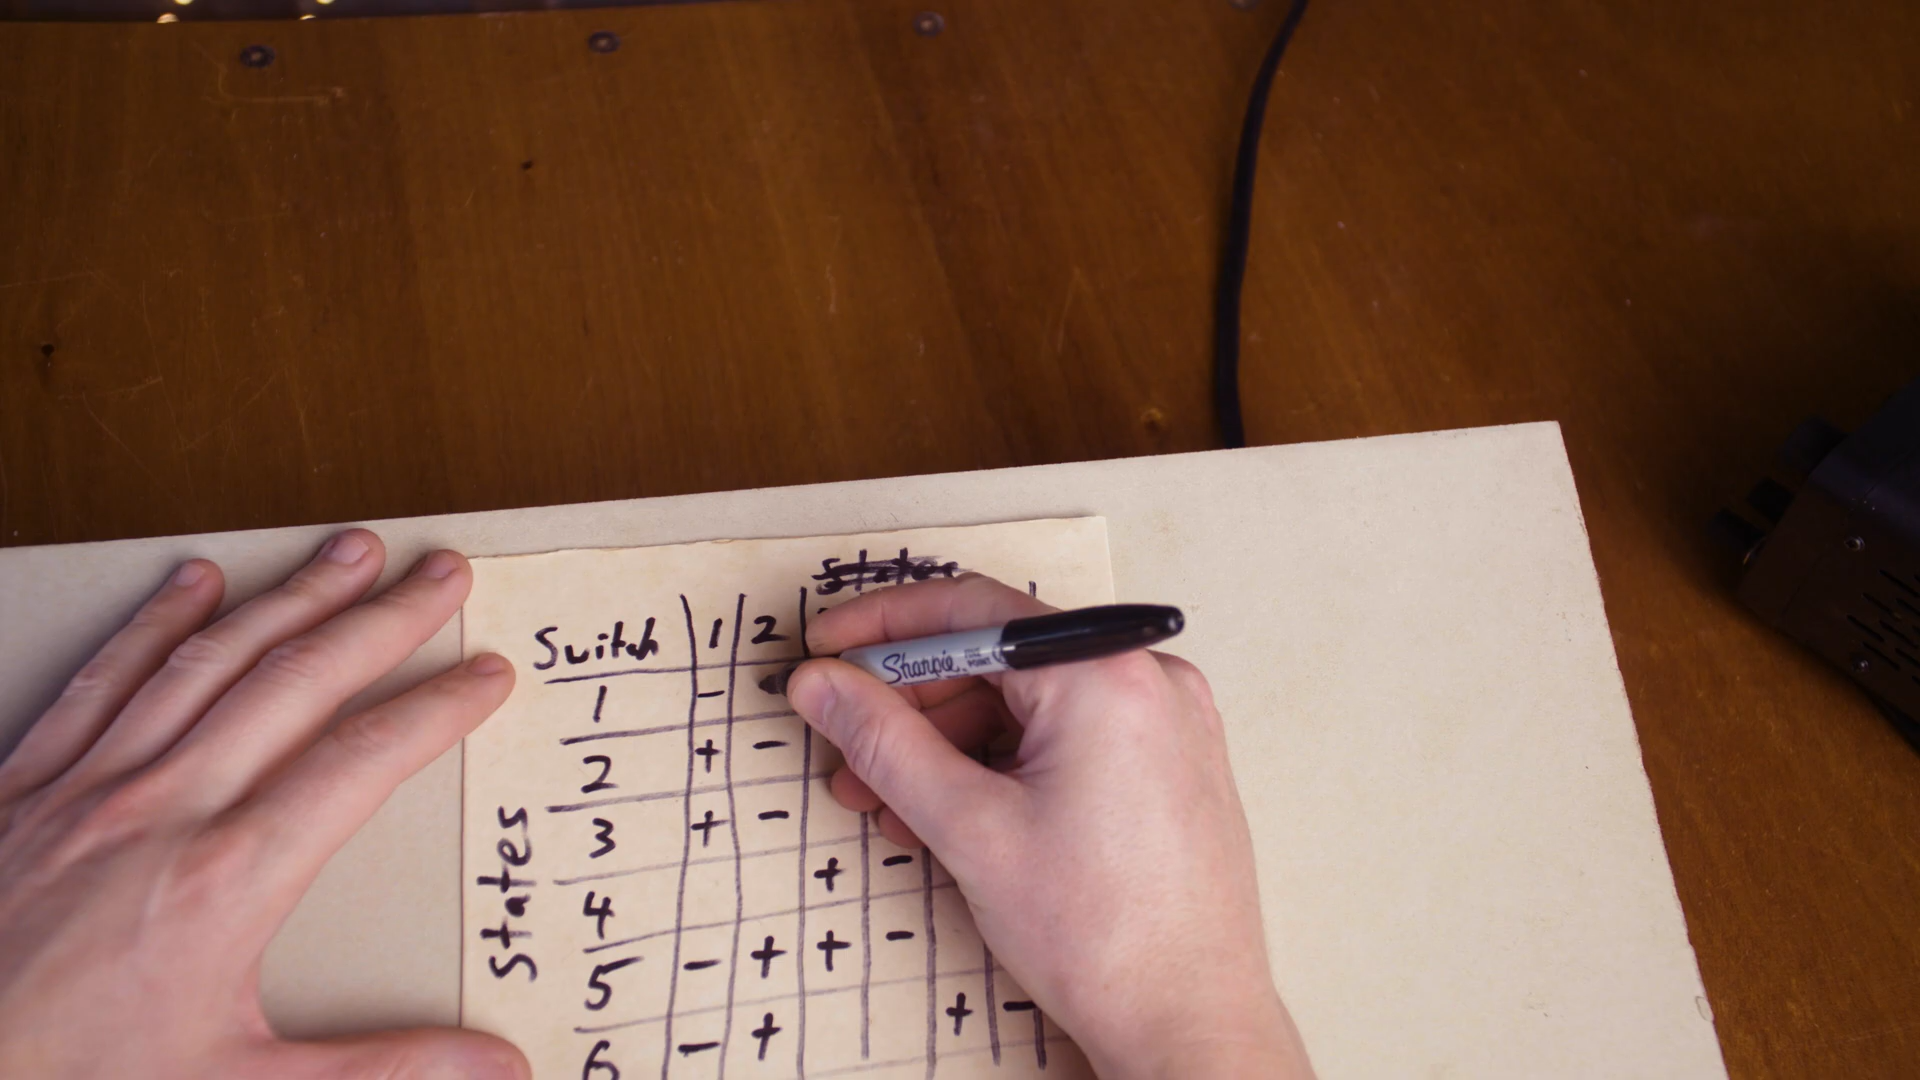 States
Switch 1 2
1 -
2 + -
3 + -
4 + -
5 - + + -
6 - + + -
States
Sharpie